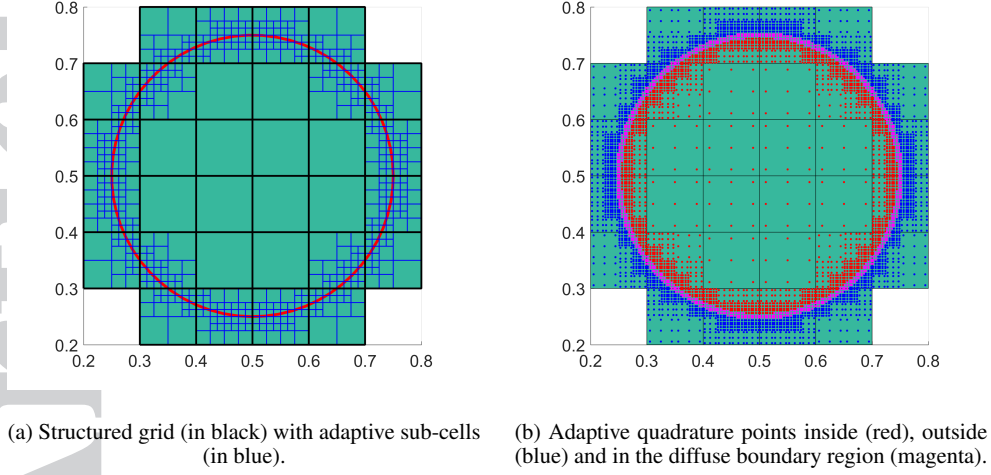 0.8
0.7
0.6
0.5
0.4
0.3
0.2
0.2 0.3 0.4 0.5 0.6 0.7 0.8
0.8
0.7
0.6
0.5
0.4
0.3
0.2
0.2 0.3 0.4 0.5 0.6 0.7 0.8
(a) Structured grid (in black) with adaptive sub-cells
(in blue).
(b) Adaptive quadrature points inside (red), outside
(blue) and in the diffuse boundary region (magenta).